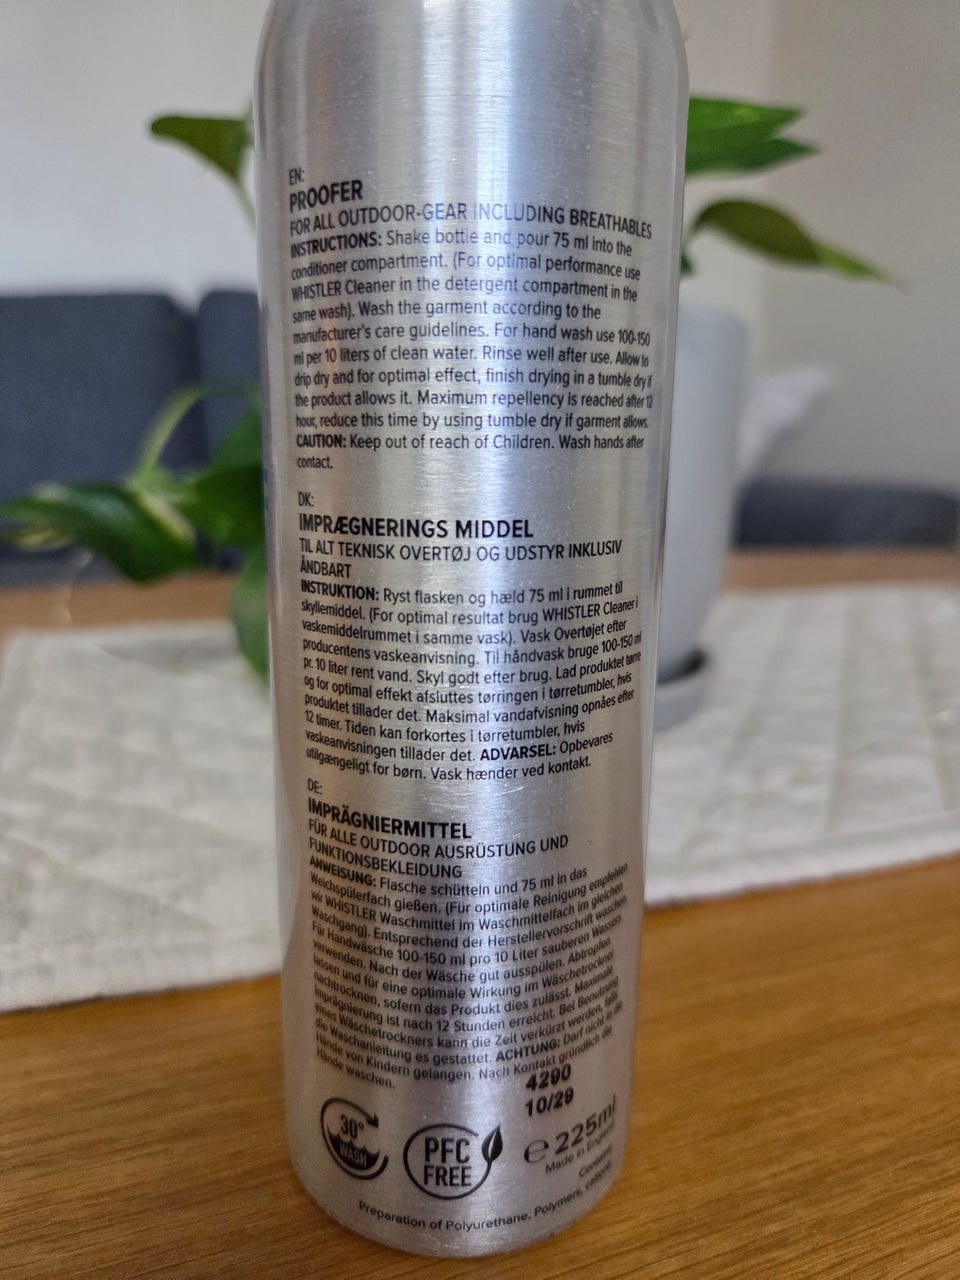 EN:
PROOFER
FOR ALL OUTDOOR-GEAR INCLUDING BREATHABLES
INSTRUCTIONS: Shake bottle and pour 75 ml into the
conditioner compartment. (For optimal performance use
WHISTLER Cleaner in the detergent compartment in the
same wash). Wash the garment according to the
manufacturer's care guidelines. For hand wash use 100-150
ml per 10 liters of clean water. Rinse well after use. Allow to
drip dry and for optimal effect, finish drying in a tumble dry if
the product allows it. Maximum repellency is reached after 12
hour, reduce this time by using tumble dry if garment allows.
CAUTION: Keep out of reach of Children. Wash hands after
contact.
DK:
IMPRÆGNERINGS MIDDEL
TIL ALT TEKNISK OVERTØJ OG UDSTYR INKLUSIV
ÅNDBART
INSTRUKTION: Ryst flasken og hæld 75 ml i rummet til
skyllemiddel. (For optimal resultat brug WHISTLER Cleaner i
vaskemiddelrummet i samme vask). Vask Overtøjet efter
producentens vaskeanvisning. Til håndvask bruge 100-150 ml
pr. 10 liter rent vand. Skyl godt efter brug. Lad produktet tørre
og for optimal effekt afsluttes tørringen i tørretumbler, hvis
produktet tillader det. Maksimal vandafvisning opnåes efter
12 timer. Tiden kan forkortes i tørretumbler, hvis
vaskeanvisningen tillader det. ADVARSEL: Opbevares
utilgængeligt for børn. Vask hænder ved kontakt.
DE:
IMPRÄGNIERMITTEL
FÜR ALLE OUTDOOR AUSRÜSTUNG UND
FUNKTIONSBEKLEIDUNG
ANWEISUNG: Flasche schütteln und 75 ml in das
Weichspülerfach gießen. (Für optimale Reinigung empfehlen
wir WHISTLER Waschmittel im Waschmittelfach im gleichen
Waschgang). Entsprechend der Herstellervorschrift waschen.
Für Handwäsche 100-150 ml pro 10 Liter sauberen Wassers
verwenden. Nach der Wäsche gut ausspülen. Abtropfen
lassen und für eine optimale Wirkung im Wäschetrockner
nachtrocknen, sofern das Produkt dies zulässt. Maximale
Imprägnierung ist nach 12 Stunden erreicht. Bei Benutzung
eines Wäschetrockners kann die Zeit verkürzt werden, falls
die Waschanleitung es gestattet. ACHTUNG: Darf nicht in die
Hände von Kindern gelangen. Nach Kontakt gründlich die
Hände waschen.
4290
10/29
30°
WASH
PFC
FREE
℮ 225ml
Made in England
Contains:
Preparation of Polyurethane, Polymers, cationic